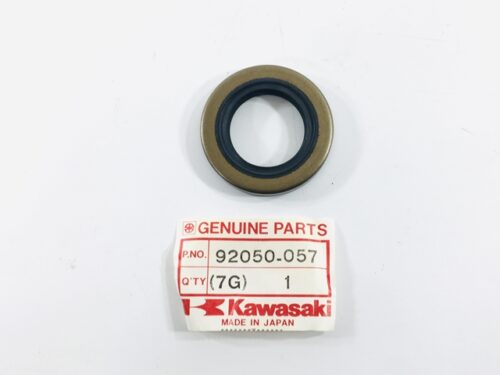 GENUINE PARTS
P.NO. 92050-057
Q'TY (7G) 1
Kawasaki
MADE IN JAPAN